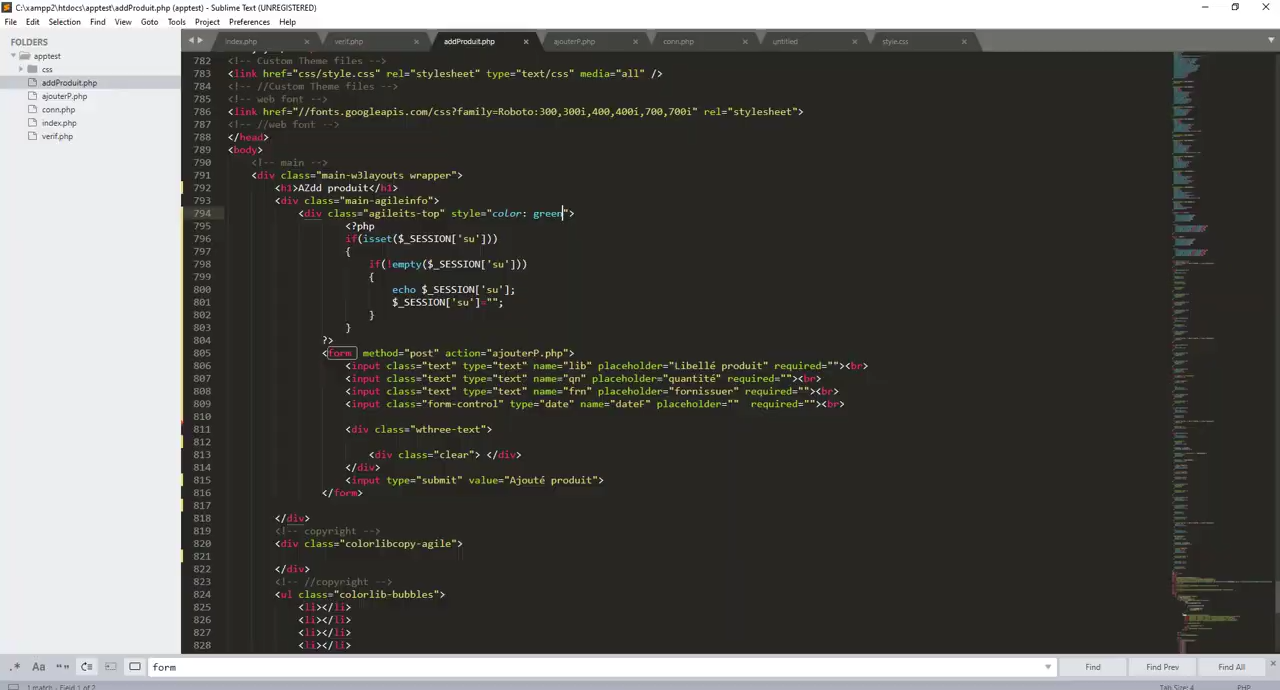 C:\xampp2\htdocs\apptest\addProduit.php (apptest) - Sublime Text (UNREGISTERED)
File Edit Selection Find View Goto Tools Project Preferences Help
FOLDERS
apptest
css
addProduit.php
ajouterP.php
conn.php
index.php
verif.php
index.php verif.php addProduit.php ajouterP.php conn.php untitled style.css
782 <!-- Custom Theme files -->
783 <link href="css/style.css" rel="stylesheet" type="text/css" media="all" />
784 <!-- //Custom Theme files -->
785 <!-- web font -->
786 <link href="//fonts.googleapis.com/css?family=Roboto:300,300i,400,400i,700,700i" rel="stylesheet">
787 <!-- //web font -->
788 </head>
789 <body>
790 <!-- main -->
791 <div class="main-w3layouts wrapper">
792 <h1>AZdd produit</h1>
793 <div class="main-agileinfo">
794 <div class="agileits-top" style="color: green">
795 <?php
796 if(isset($_SESSION['su']))
797 {
798 if(!empty($_SESSION['su']))
799 {
800 echo $_SESSION['su'];
801 $_SESSION['su']="";
802 }
803 }
804 ?>
805 <form method="post" action="ajouterP.php">
806 <input class="text" type="text" name="lib" placeholder="Libellé produit" required=""><br>
807 <input class="text" type="text" name="qn" placeholder="quantité" required=""><br>
808 <input class="text" type="text" name="frn" placeholder="fornissuer" required=""><br>
809 <input class="form-control" type="date" name="dateF" placeholder="" required=""><br>
810
811 <div class="wthree-text">
812
813 <div class="clear"> </div>
814 </div>
815 <input type="submit" value="Ajouté produit">
816 </form>
817
818 </div>
819 <!-- copyright -->
820 <div class="colorlibcopy-agile">
821
822 </div>
823 <!-- //copyright -->
824 <ul class="colorlib-bubbles">
825 <li></li>
826 <li></li>
827 <li></li>
828 <li></li>
.* Aa “” form Find Find Prev Find All
1 match - Field 1 of 2 Tab Size: 4 PHP